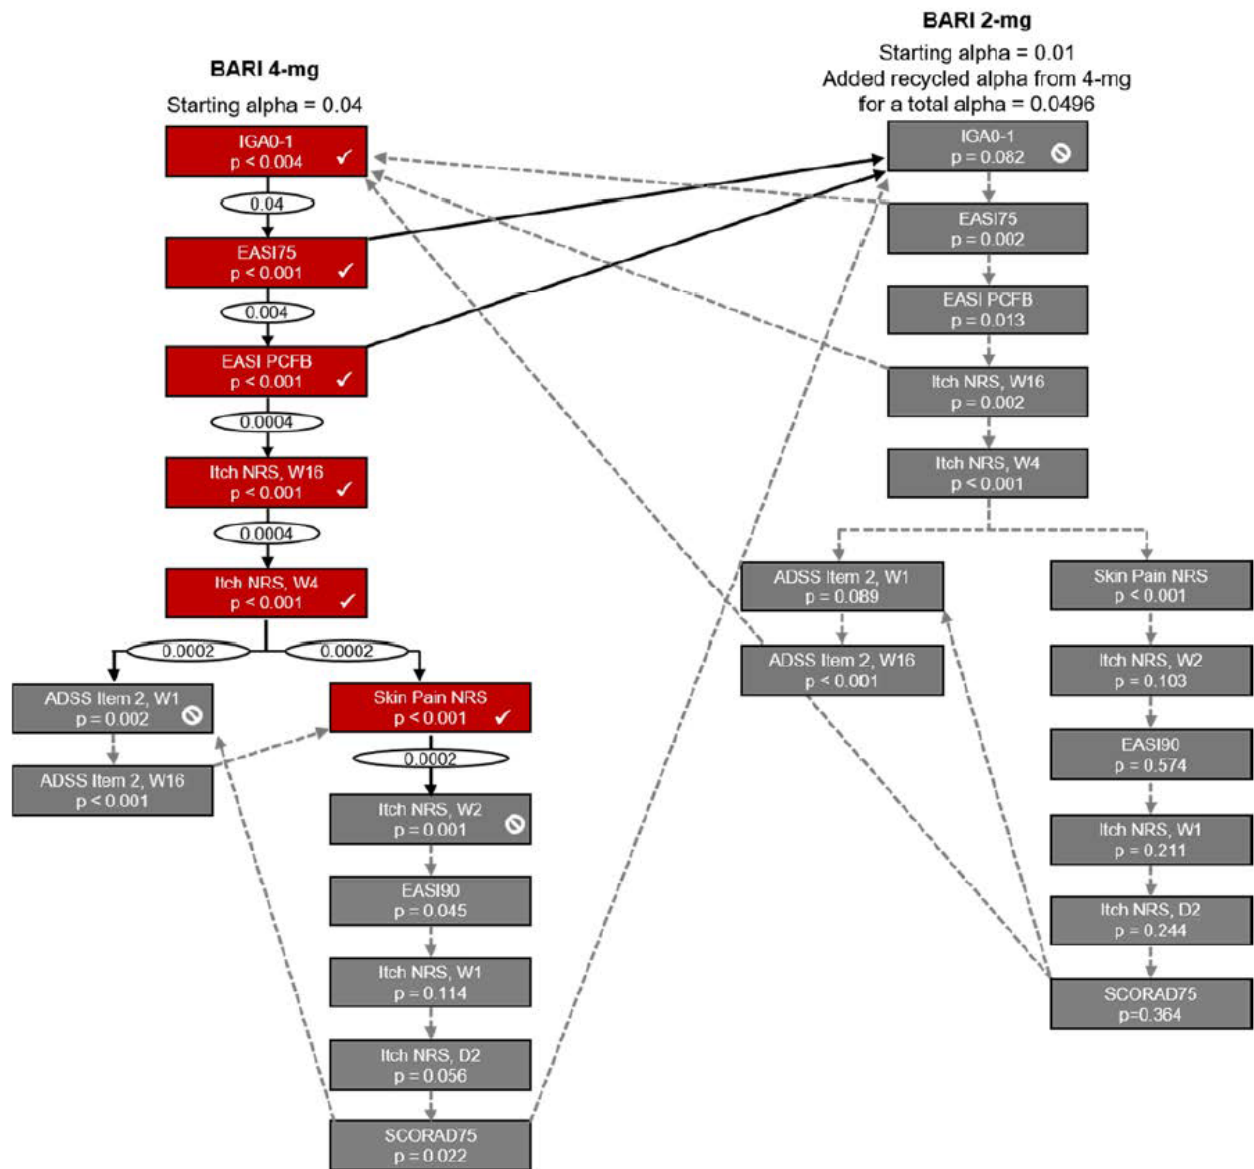 BARI 4-mg
Starting alpha = 0.04
IGA0-1
p < 0.004
0.04
EASI75
p < 0.001
0.004
EASI PCFB
p < 0.001
0.0004
Itch NRS, W16
p < 0.001
0.0004
Itch NRS, W4
p < 0.001
0.0002
0.0002
ADSS Item 2, W1
p = 0.002
ADSS Item 2, W16
p < 0.001
Skin Pain NRS
p < 0.001
0.0002
Itch NRS, W2
p = 0.001
EASI90
p = 0.045
Itch NRS, W1
p = 0.114
Itch NRS, D2
p = 0.056
SCORAD75
p = 0.022
BARI 2-mg
Starting alpha = 0.01
Added recycled alpha from 4-mg
for a total alpha = 0.0496
IGA0-1
p = 0.082
EASI75
p = 0.002
EASI PCFB
p = 0.013
Itch NRS, W16
p = 0.002
Itch NRS, W4
p < 0.001
ADSS Item 2, W1
p = 0.089
ADSS Item 2, W16
p < 0.001
Skin Pain NRS
p < 0.001
Itch NRS, W2
p = 0.103
EASI90
p = 0.574
Itch NRS, W1
p = 0.211
Itch NRS, D2
p = 0.244
SCORAD75
p=0.364